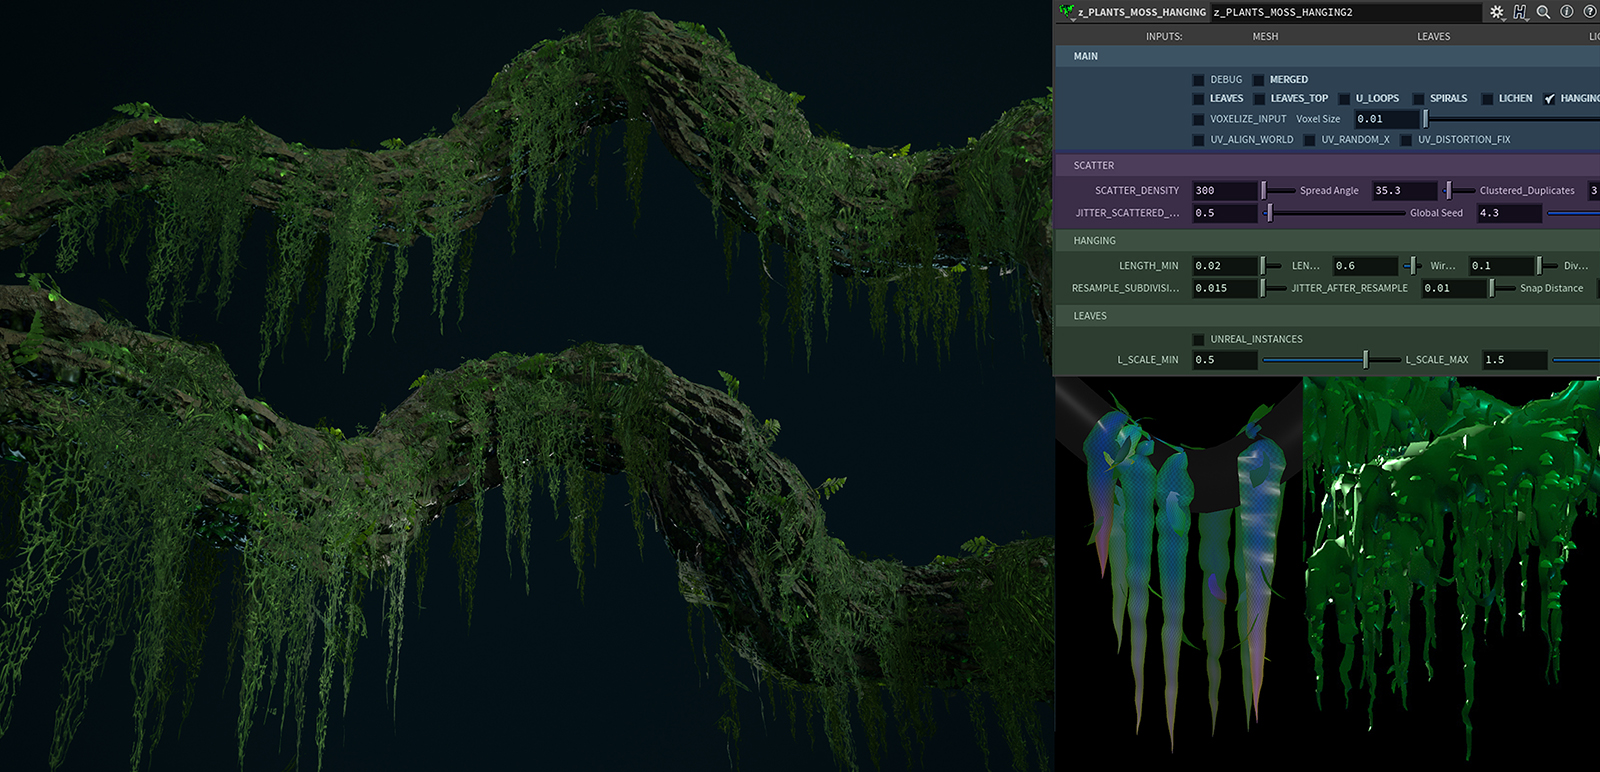 z_PLANTS_MOSS_HANGING z_PLANTS_MOSS_HANGING2
INPUTS: MESH LEAVES
MAIN
DEBUG MERGED
LEAVES LEAVES_TOP U_LOOPS SPIRALS LICHEN HANGING
VOXELIZE_INPUT Voxel Size 0.01
UV_ALIGN_WORLD UV_RANDOM_X UV_DISTORTION_FIX
SCATTER
SCATTER_DENSITY 300 Spread Angle 35.3 Clustered_Duplicates 3
JITTER_SCATTERED_... 0.5 Global Seed 4.3
HANGING
LENGTH_MIN 0.02 LEN... 0.6 Wir... 0.1 Div...
RESAMPLE_SUBDIVISI... 0.015 JITTER_AFTER_RESAMPLE 0.01 Snap Distance
LEAVES
UNREAL_INSTANCES
L_SCALE_MIN 0.5 L_SCALE_MAX 1.5